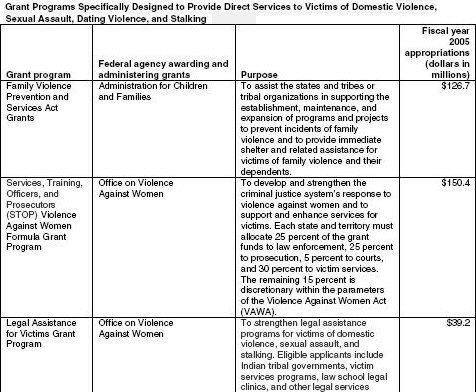 Grant Programs Specifically Designed to Provide Direct Services to Victims of Domestic Violence,
Sexual Assault, Dating Violence, and Stalking
Grant program
Federal agency awarding and
administering grants
Purpose
Fiscal year
2005
appropriations
(dollars in
millions)
Family Violence
Prevention and
Services Act
Grants
Administration for Children
and Families
To assist the states and tribes or
tribal organizations in supporting the
establishment, maintenance, and
expansion of programs and projects
to prevent incidents of family
violence and to provide immediate
shelter and related assistance for
victims of family violence and their
dependents.
$126.7
Services, Training,
Officers, and
Prosecutors
(STOP) Violence
Against Women
Formula Grant
Program
Office on Violence
Against Women
To develop and strengthen the
criminal justice system's response to
violence against women and to
support and enhance services for
victims. Each state and territory must
allocate 25 percent of the grant
funds to law enforcement, 25 percent
to prosecution, 5 percent to courts,
and 30 percent to victim services.
The remaining 15 percent is
discretionary within the parameters
of the Violence Against Women Act
(VAWA).
$150.4
Legal Assistance
for Victims Grant
Program
Office on Violence
Against Women
To strengthen legal assistance
programs for victims of domestic
violence, sexual assault, and
stalking. Eligible applicants include
Indian tribal governments, victim
services programs, law school legal
clinics, and other legal services
$39.2